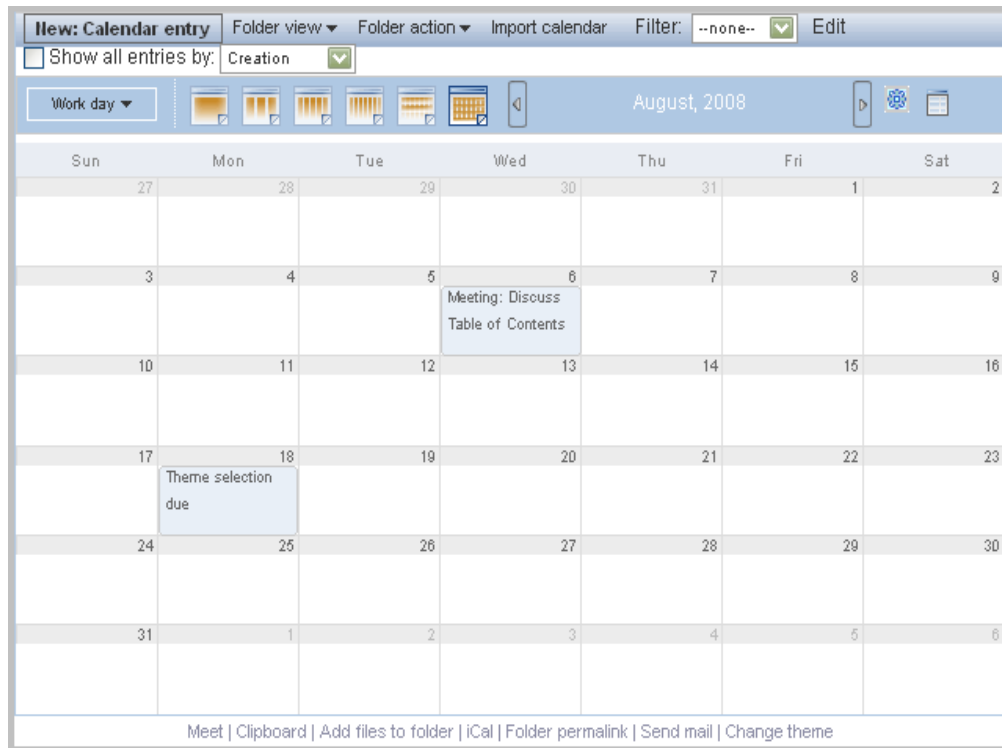 New: Calendar entry Folder view Folder action Import calendar Filter: --none-- Edit
Show all entries by: Creation
Work day August, 2008
Sun Mon Tue Wed Thu Fri Sat
27 28 29 30 31 1 2
3 4 5 6 7 8 9
Meeting: Discuss
Table of Contents
10 11 12 13 14 15 16
17 18 19 20 21 22 23
Theme selection
due
24 25 26 27 28 29 30
31 1 2 3 4 5 6
Meet | Clipboard | Add files to folder | iCal | Folder permalink | Send mail | Change theme